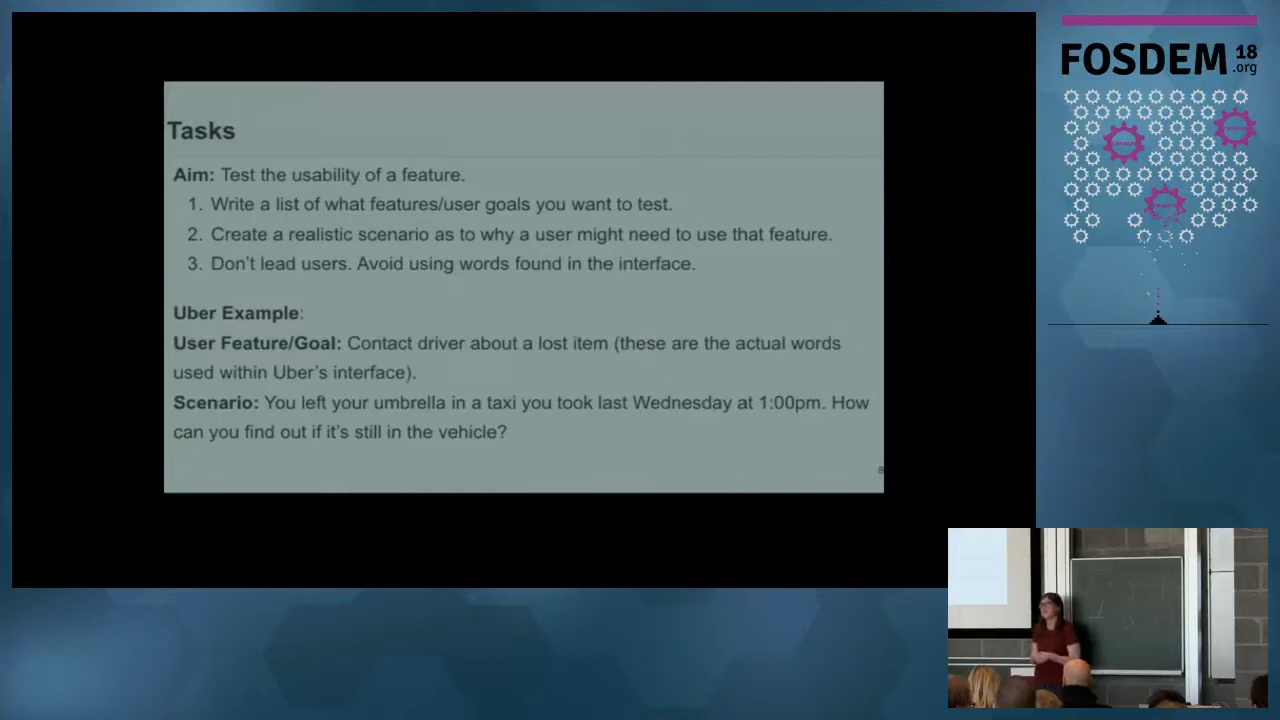 FOSDEM 18
.org
Tasks
Aim: Test the usability of a feature.
1. Write a list of what features/user goals you want to test.
2. Create a realistic scenario as to why a user might need to use that feature.
3. Don't lead users. Avoid using words found in the interface.
Uber Example:
User Feature/Goal: Contact driver about a lost item (these are the actual words
used within Uber's interface).
Scenario: You left your umbrella in a taxi you took last Wednesday at 1:00pm. How
can you find out if it's still in the vehicle?
8